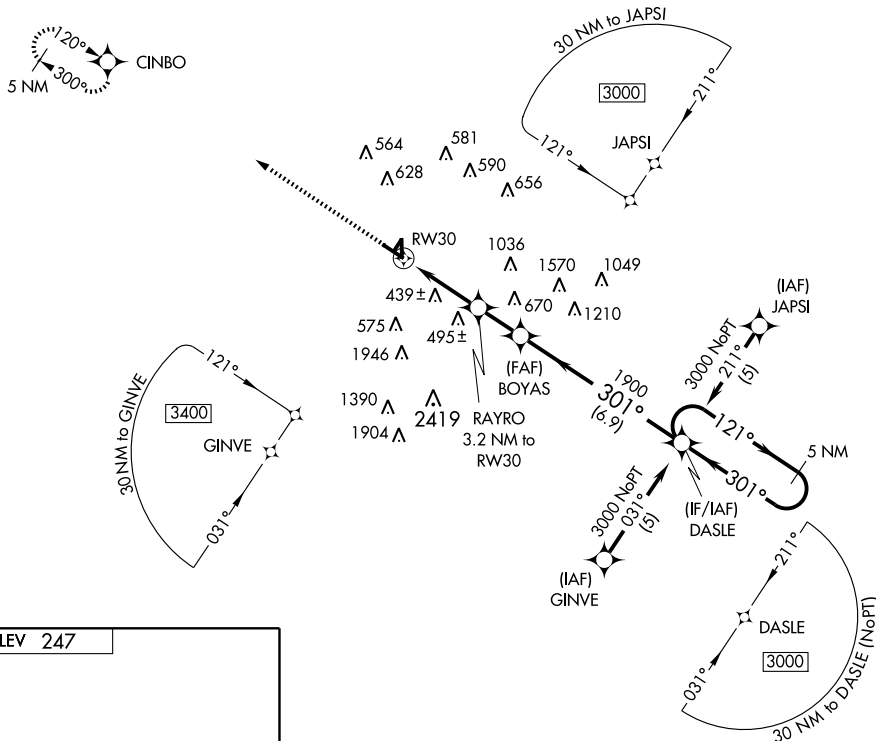 120°
300°
CINBO
5 NM
30 NM to JAPSI
3000
211°
121°
JAPSI
564
581
628
590
656
RW30
1036
1570
1049
439±
670
1210
575
495±
1946
(FAF)
BOYAS
1390
2419
1904
RAYRO
3.2 NM to
RW30
1900
301°
(6.9)
(IAF)
JAPSI
3000 NoPT
211°
(5)
121°
301°
5 NM
(IF/IAF)
DASLE
3000 NoPT
031°
(5)
(IAF)
GINVE
30 NM to GINVE
121°
3400
GINVE
031°
211°
DASLE
3000
031°
30 NM to DASLE (NoPT)
LEV 247